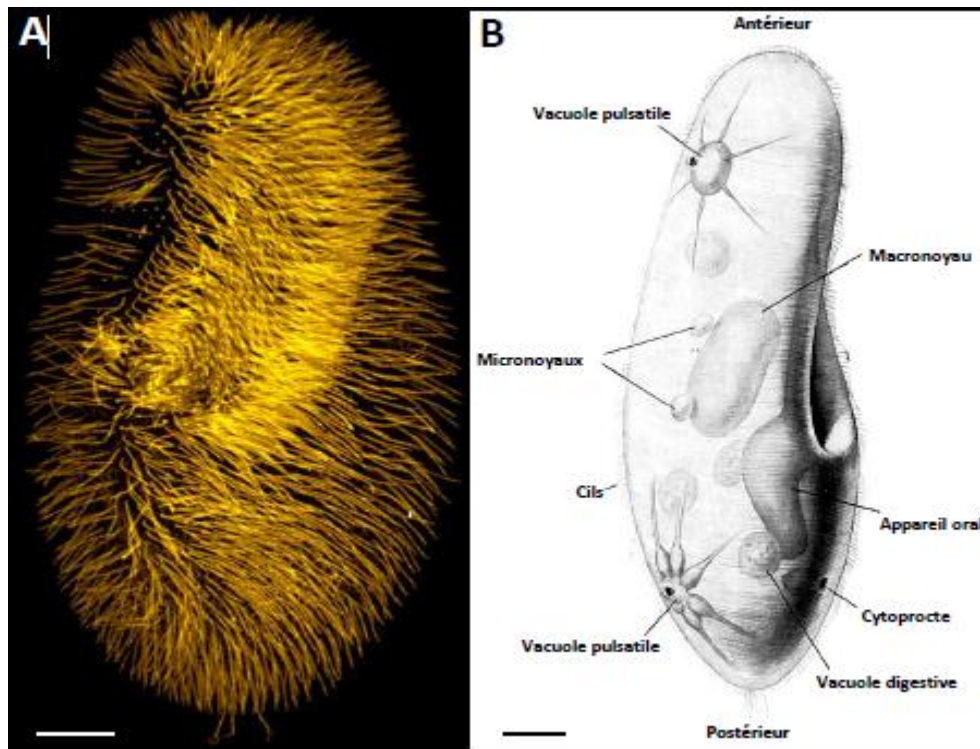 A
B
Antérieur
Vacuole pulsatile
Macronoyau
Micronoyaux
Cils
Appareil oral
Cytoprocte
Vacuole pulsatile
Vacuole digestive
Postérieur